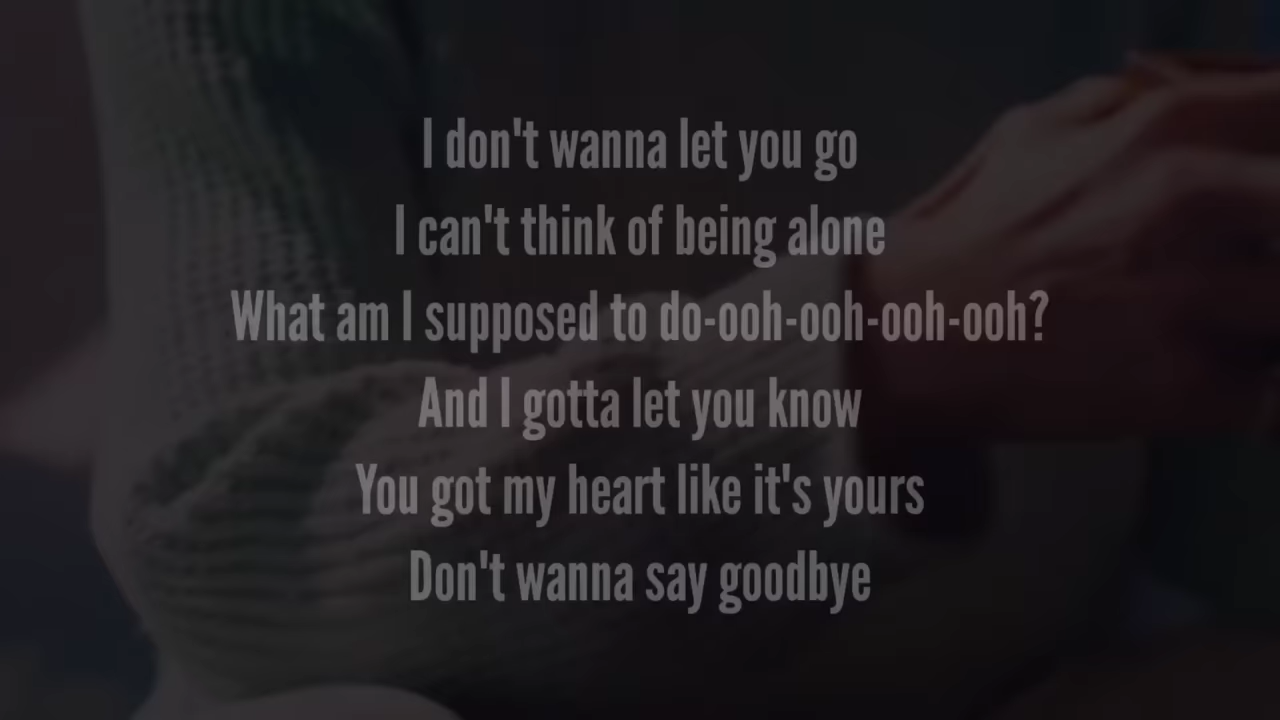 I don't wanna let you go
I can't think of being alone
What am I supposed to do-ooh-ooh-ooh-ooh?
And I gotta let you know
You got my heart like it's yours
Don't wanna say goodbye